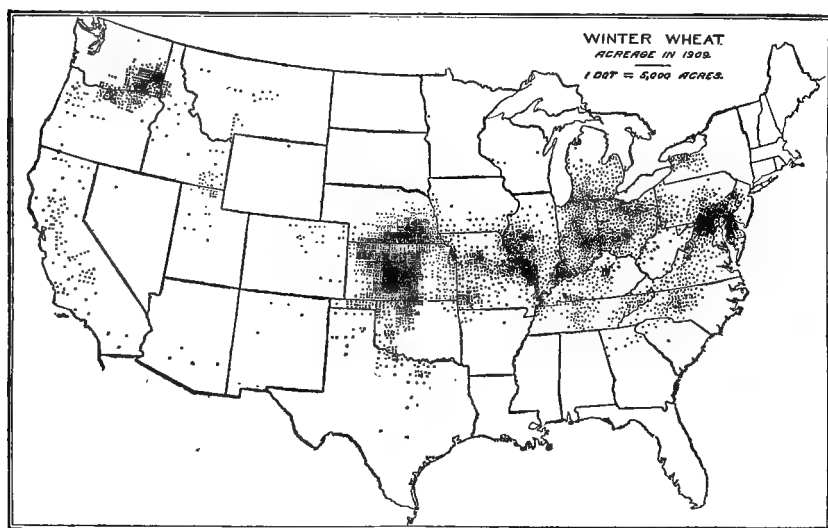 WINTER WHEAT.
ACREAGE IN 1909.
1 DOT = 5,000 ACRES.